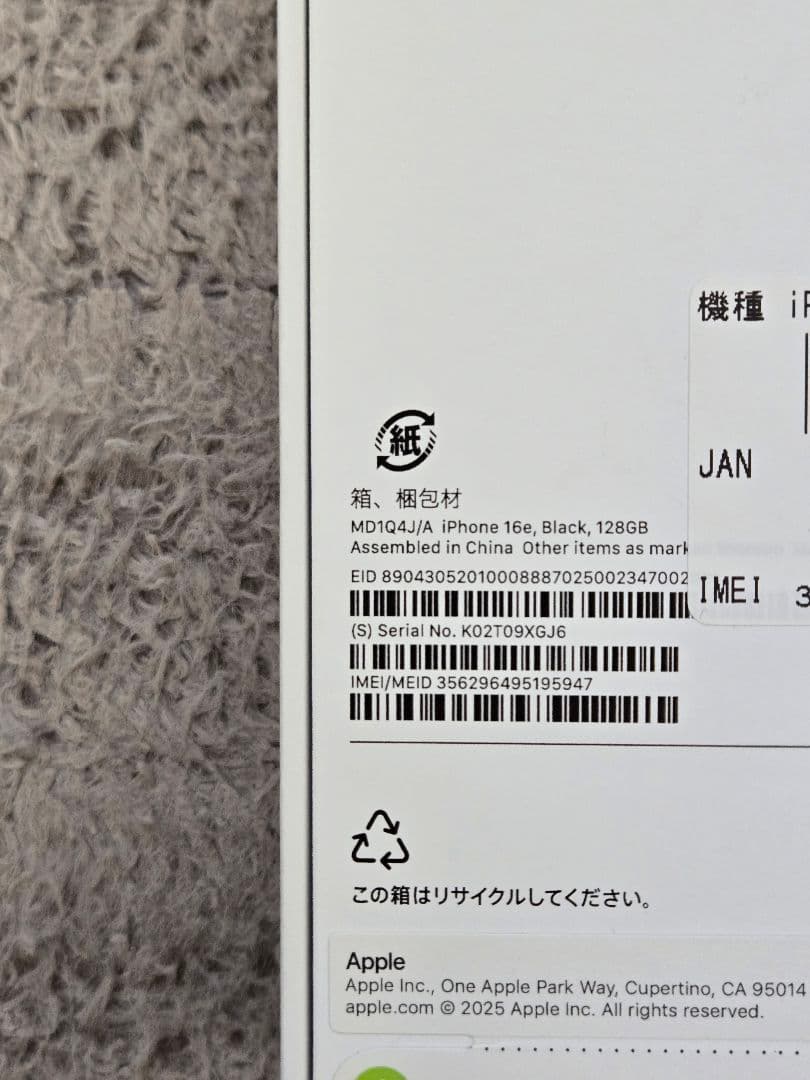 機種 iP
紙
JAN
箱、梱包材
MD1Q4J/A iPhone 16e, Black, 128GB
Assembled in China Other items as mark
EID 89043052010008887025002347002
IMEI 3
(S) Serial No. K02T09XGJ6
IMEI/MEID 356296495195947
この箱はリサイクルしてください。
Apple
Apple Inc., One Apple Park Way, Cupertino, CA 95014
apple.com © 2025 Apple Inc. All rights reserved.